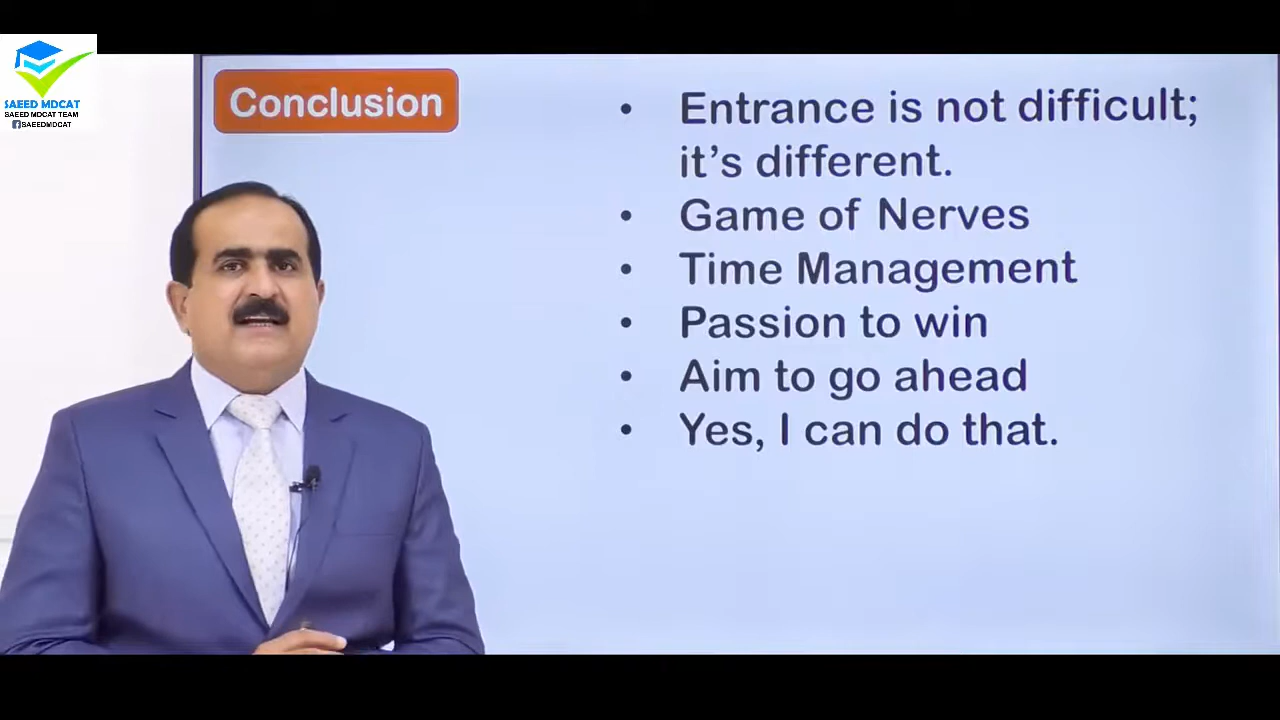 SAEED MDCAT
SAEED MDCAT TEAM
SAEEDMDCAT
Conclusion
• Entrance is not difficult;
it’s different.
• Game of Nerves
• Time Management
• Passion to win
• Aim to go ahead
• Yes, I can do that.